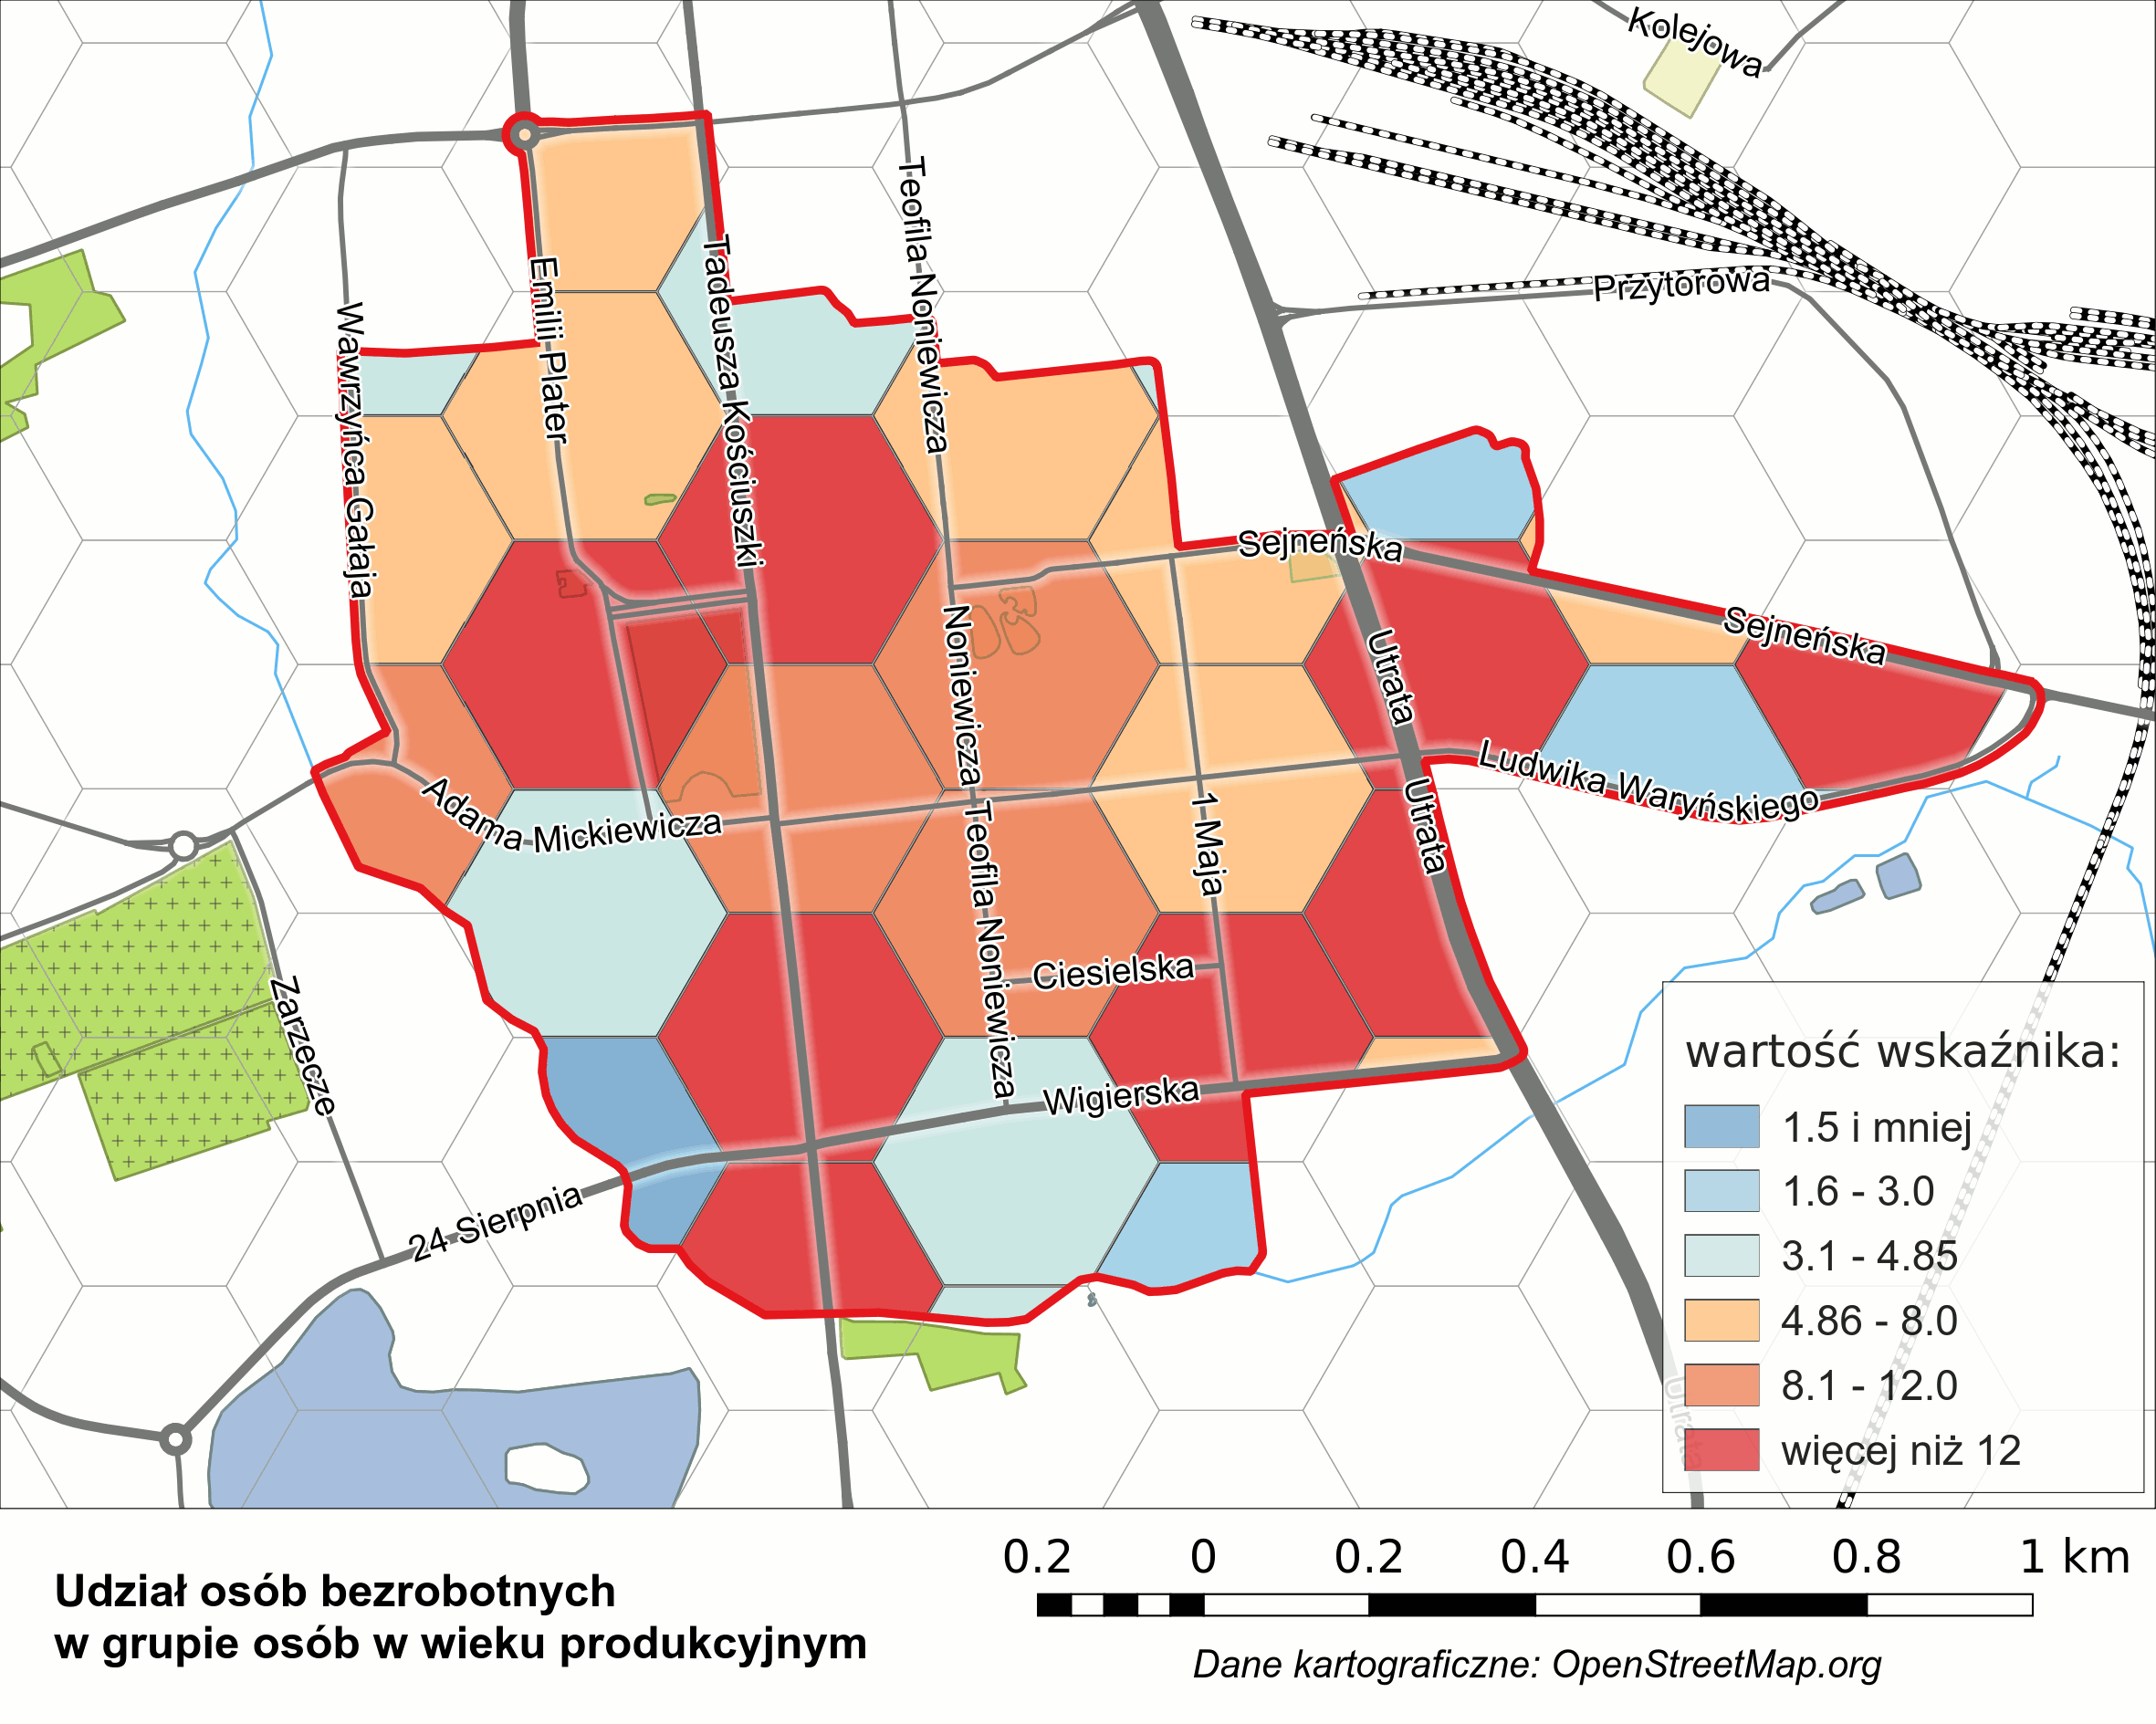 Kolejowa
Teofila Noniewicza
Przytorowa
Tadeusza Kościuszki
Emilii Plater
Wawrzyńca Gałaja
Sejneńska
Sejneńska
Noniewicza
Utrata
Ludwika Waryńskiego
Adama Mickiewicza
1 Maja
Utrata
Teofila Noniewicza
Ciesielska
Zarzecze
Wigierska
24 Sierpnia
wartość wskaźnika:
1.5 i mniej
1.6 - 3.0
3.1 - 4.85
4.86 - 8.0
8.1 - 12.0
więcej niż 12
Utrata
0.2 0 0.2 0.4 0.6 0.8 1 km
Udział osób bezrobotnych
w grupie osób w wieku produkcyjnym
Dane kartograficzne: OpenStreetMap.org